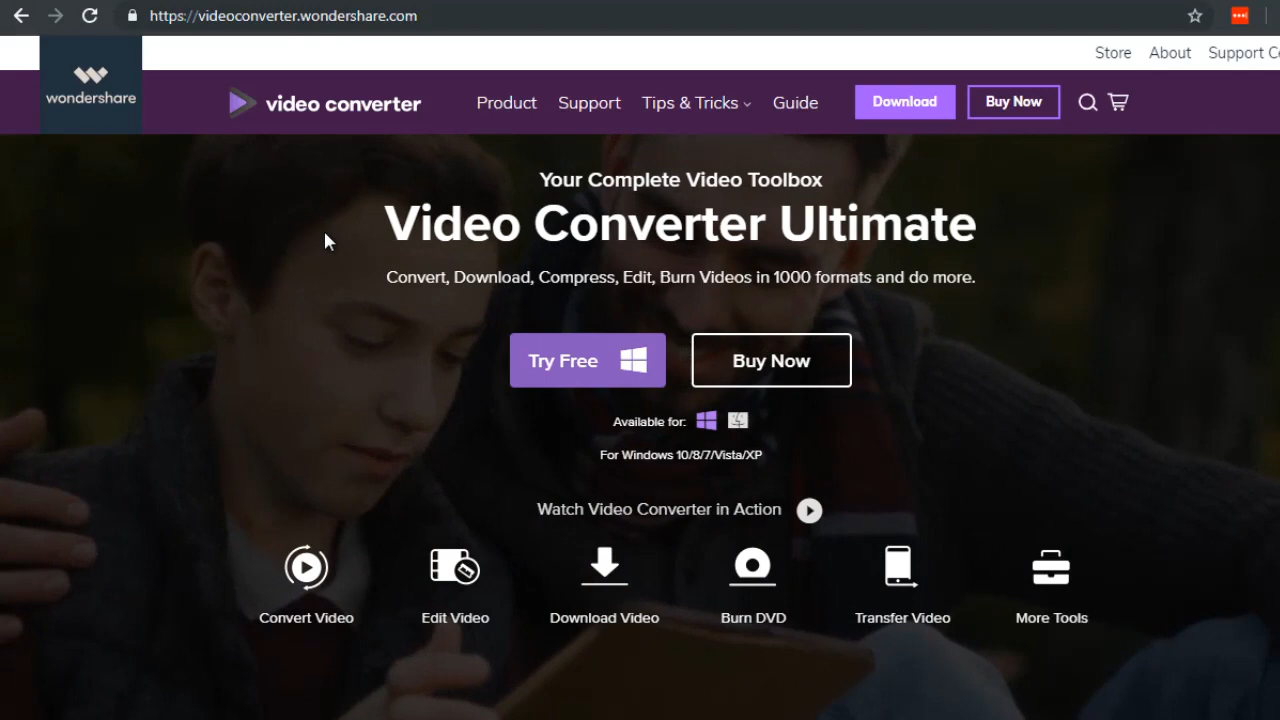 https://videoconverter.wondershare.com
Store About Support C
wondershare
video converter Product Support Tips & Tricks Guide Download Buy Now
Your Complete Video Toolbox
Video Converter Ultimate
Convert, Download, Compress, Edit, Burn Videos in 1000 formats and do more.
Try Free Buy Now
Available for:
For Windows 10/8/7/Vista/XP
Watch Video Converter in Action
Convert Video Edit Video Download Video Burn DVD Transfer Video More Tools